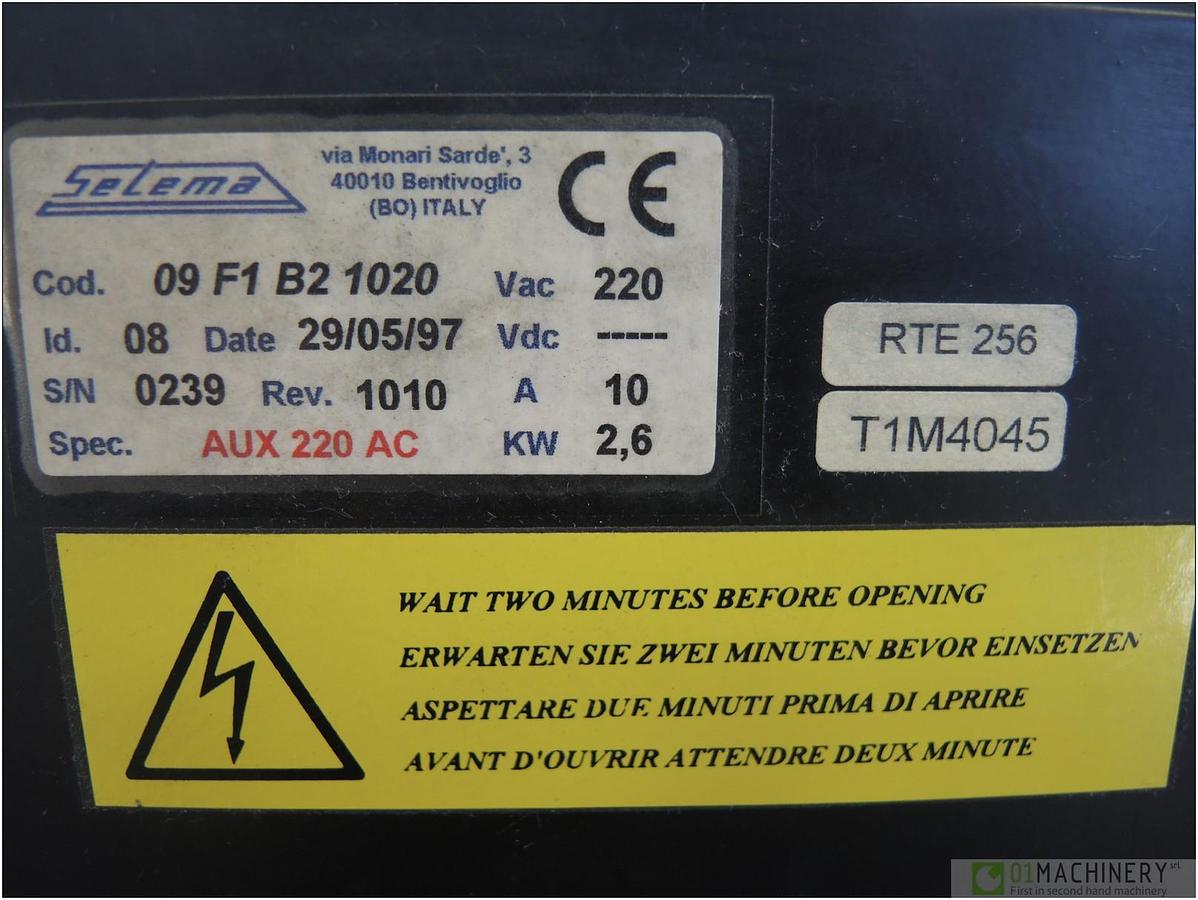 Selema
via Monari Sarde', 3
40010 Bentivoglio
(BO) ITALY
CE
Cod. 09 F1 B2 1020 Vac 220
Id. 08 Date 29/05/97 Vdc -----
S/N 0239 Rev. 1010 A 10
Spec. AUX 220 AC KW 2,6
RTE 256
T1M4045
WAIT TWO MINUTES BEFORE OPENING
ERWARTEN SIE ZWEI MINUTEN BEVOR EINSETZEN
ASPETTARE DUE MINUTI PRIMA DI APRIRE
AVANT D'OUVRIR ATTENDRE DEUX MINUTE
01MACHINERY srl
First in second hand machinery